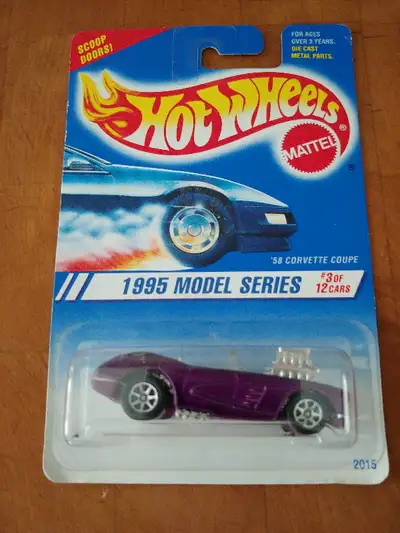 SCOOP
DOORS!
FOR AGES
OVER 3 YEARS.
DIE CAST
METAL PARTS.
HOT WHEELS®
MATTEL
®
'58 CORVETTE COUPE
1995 MODEL SERIES
#3 OF
12 CARS
2015